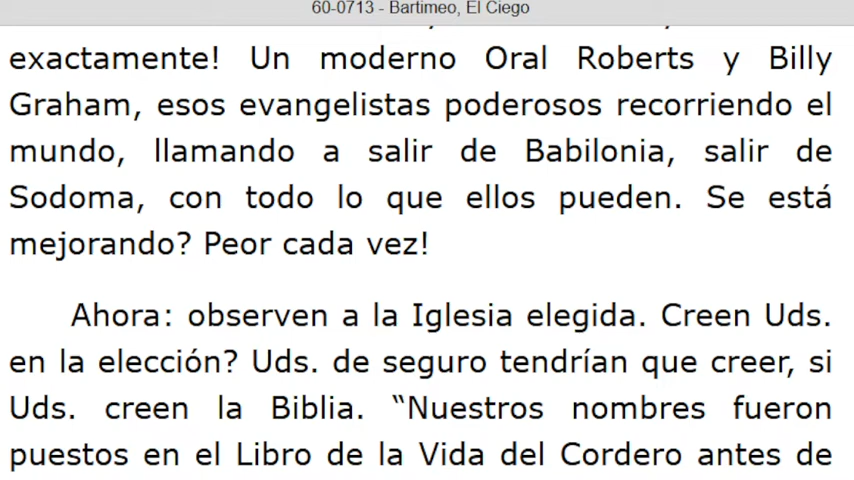 60-0713 - Bartimeo, El Ciego
exactamente! Un moderno Oral Roberts y Billy
Graham, esos evangelistas poderosos recorriendo el
mundo, llamando a salir de Babilonia, salir de
Sodoma, con todo lo que ellos pueden. Se está
mejorando? Peor cada vez!
Ahora: observen a la Iglesia elegida. Creen Uds.
en la elección? Uds. de seguro tendrían que creer, si
Uds. creen la Biblia. “Nuestros nombres fueron
puestos en el Libro de la Vida del Cordero antes de